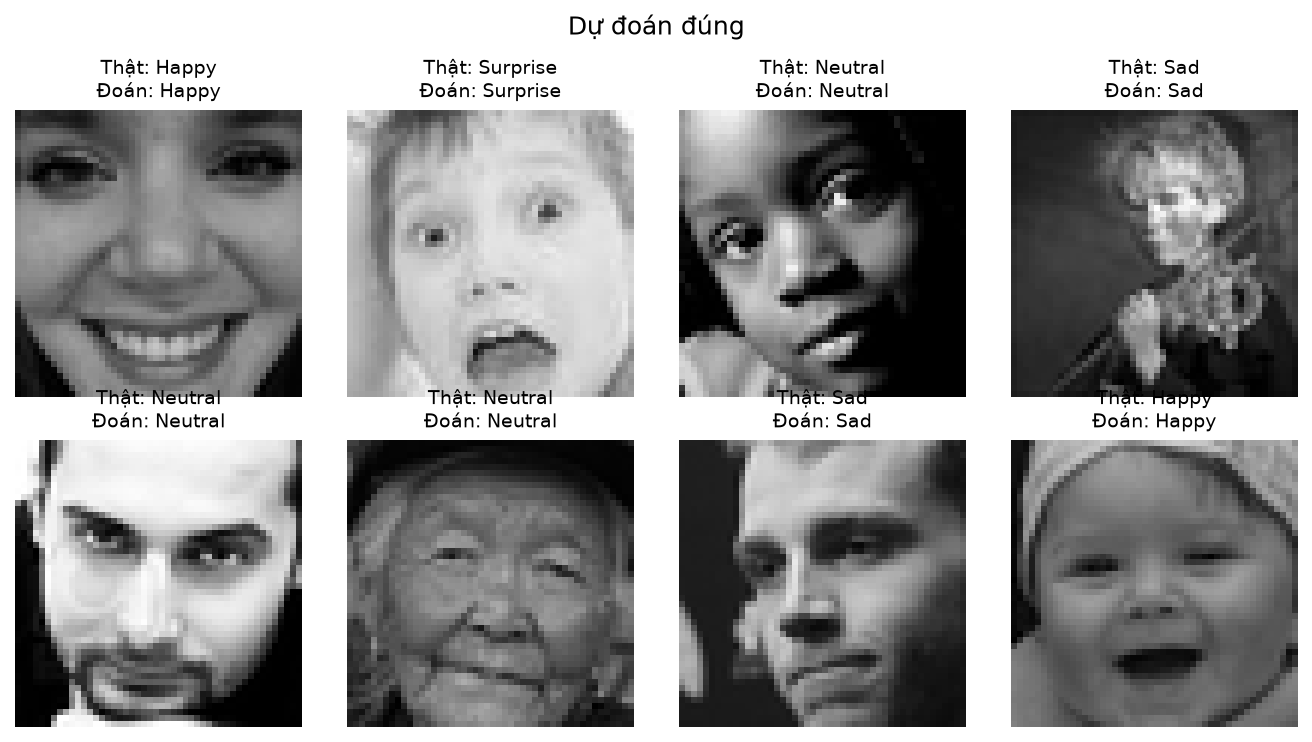 Dự đoán đúng
Thật: Happy
Đoán: Happy
Thật: Surprise
Đoán: Surprise
Thật: Neutral
Đoán: Neutral
Thật: Sad
Đoán: Sad
Thật: Neutral
Đoán: Neutral
Thật: Neutral
Đoán: Neutral
Thật: Sad
Đoán: Sad
Thật: Happy
Đoán: Happy